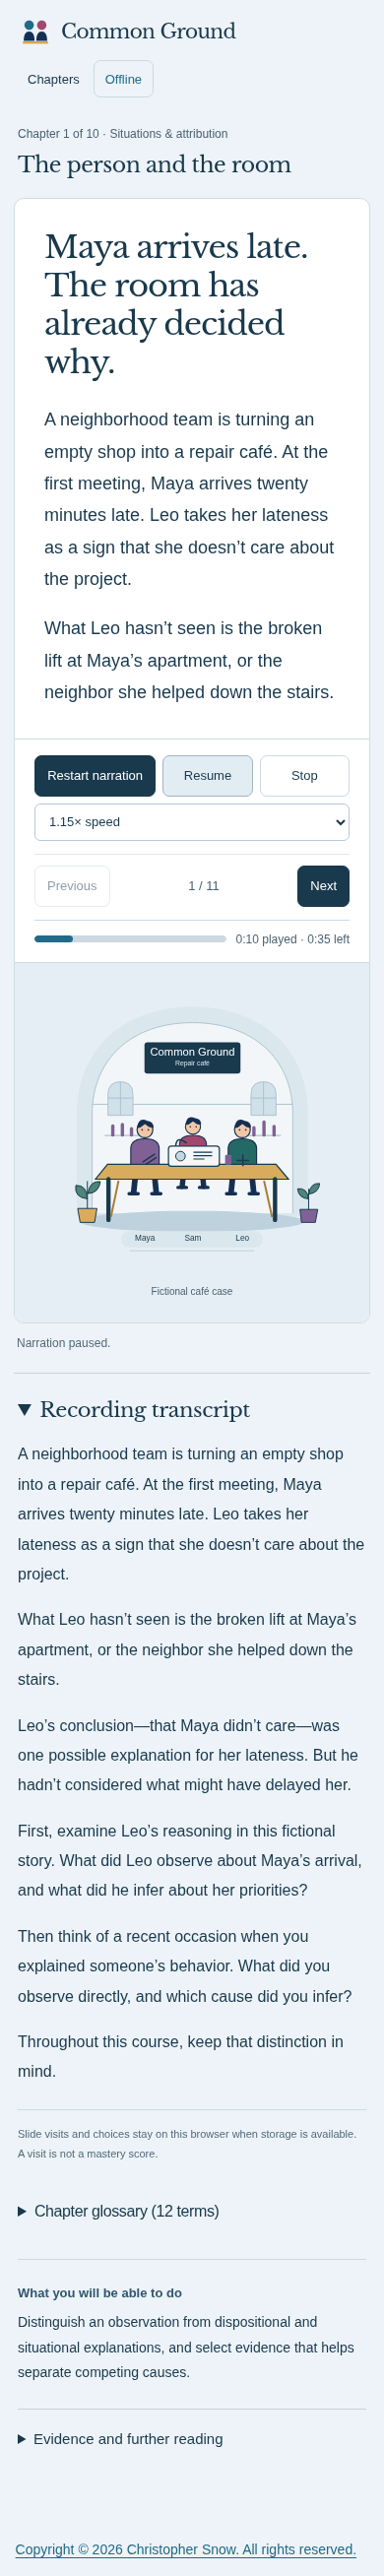 Common Ground
Chapters
Offline
Chapter 1 of 10 · Situations & attribution
The person and the room
Maya arrives late.
The room has
already decided
why.
A neighborhood team is turning an
empty shop into a repair café. At the
first meeting, Maya arrives twenty
minutes late. Leo takes her lateness
as a sign that she doesn’t care about
the project.
What Leo hasn’t seen is the broken
lift at Maya’s apartment, or the
neighbor she helped down the stairs.
Restart narration
Resume
Stop
1.15× speed
Previous
1 / 11
Next
0:10 played · 0:35 left
Common Ground
Repair café
Maya
Sam
Leo
Fictional café case
Narration paused.
Recording transcript
A neighborhood team is turning an empty shop
into a repair café. At the first meeting, Maya
arrives twenty minutes late. Leo takes her
lateness as a sign that she doesn’t care about the
project.
What Leo hasn’t seen is the broken lift at Maya’s
apartment, or the neighbor she helped down the
stairs.
Leo’s conclusion—that Maya didn’t care—was
one possible explanation for her lateness. But he
hadn’t considered what might have delayed her.
First, examine Leo’s reasoning in this fictional
story. What did Leo observe about Maya’s arrival,
and what did he infer about her priorities?
Then think of a recent occasion when you
explained someone’s behavior. What did you
observe directly, and which cause did you infer?
Throughout this course, keep that distinction in
mind.
Slide visits and choices stay on this browser when storage is available.
A visit is not a mastery score.
Chapter glossary (12 terms)
What you will be able to do
Distinguish an observation from dispositional and
situational explanations, and select evidence that helps
separate competing causes.
Evidence and further reading
Copyright © 2026 Christopher Snow. All rights reserved.